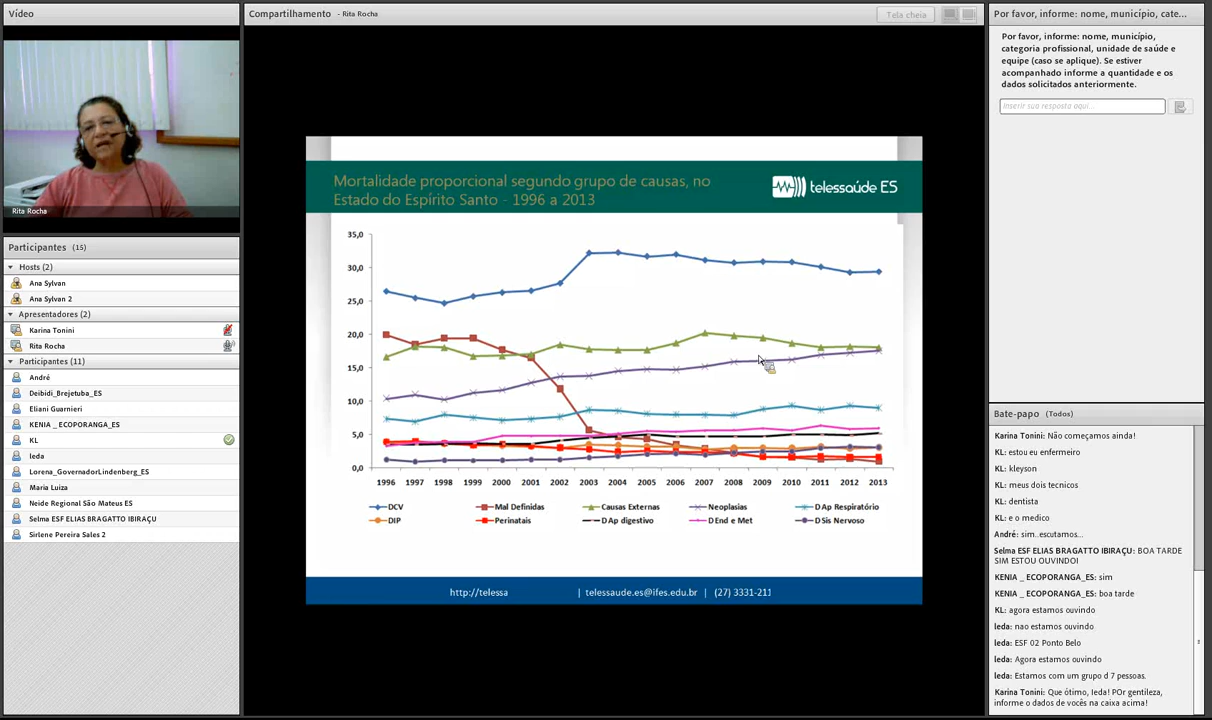 Vídeo
Rita Rocha
Participantes (15)
Hosts (2)
Ana Sylvan
Ana Sylvan 2
Apresentadores (2)
Karina Tonini
Rita Rocha
Participantes (11)
André
Deibidi_Brejetuba_ES
Eliani Guarnieri
KENIA _ ECOPORANGA_ES
KL
Ieda
Lorena_GovernadorLindenberg_ES
Maria Luiza
Neide Regional São Mateus ES
Selma ESF ELIAS BRAGATTO IBIRAÇU
Sirlene Pereira Sales 2
Compartilhamento - Rita Rocha
Tela cheia
Mortalidade proporcional segundo grupo de causas, no
Estado do Espírito Santo - 1996 a 2013
telessaúde ES
35,0
30,0
25,0
20,0
15,0
10,0
5,0
0,0
1996 1997 1998 1999 2000 2001 2002 2003 2004 2005 2006 2007 2008 2009 2010 2011 2012 2013
DCV Mal Definidas Causas Externas Neoplasias DAp Respiratório
DIP Perinatais DAp digestivo DEnd e Met DSis Nervoso
http://telessa | telessaude.es@ifes.edu.br | (27) 3331-211
Por favor, informe: nome, município, cate...
Por favor, informe: nome, município,
categoria profissional, unidade de saúde e
equipe (caso se aplique). Se estiver
acompanhado informe a quantidade e os
dados solicitados anteriormente.
Inserir sua resposta aqui...
Bate-papo (Todos)
Karina Tonini: Não começamos ainda!
KL: estou eu enfermeiro
KL: kleyson
KL: meus dois tecnicos
KL: dentista
KL: e o medico
André: sim..escutamos...
Selma ESF ELIAS BRAGATTO IBIRAÇU: BOA TARDE
SIM ESTOU OUVINDOI
KENIA _ ECOPORANGA_ES: sim
KENIA _ ECOPORANGA_ES: boa tarde
KL: agora estamos ouvindo
Ieda: nao estamos ouvindo
Ieda: ESF 02 Ponto Belo
Ieda: Agora estamos ouvindo
Ieda: Estamos com um grupo d 7 pessoas.
Karina Tonini: Que ótimo, Ieda! POr gentileza,
informe o dados de vocês na caixa acima!